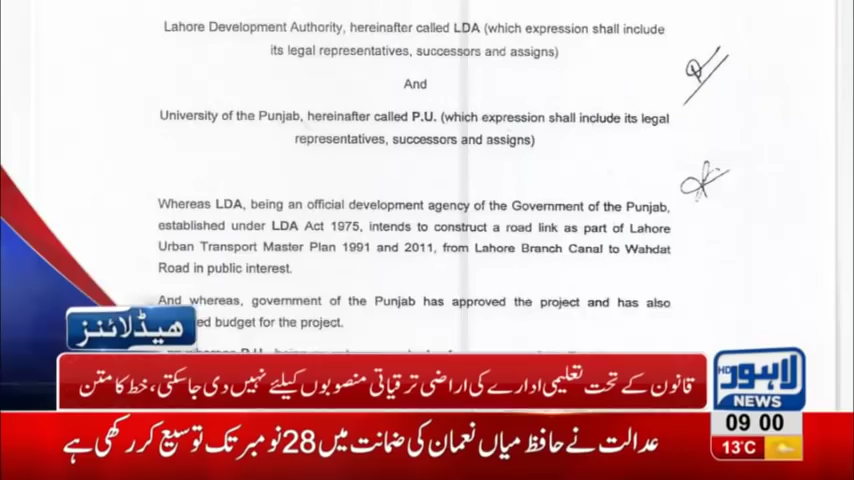 Lahore Development Authority, hereinafter called LDA (which expression shall include
its legal representatives, successors and assigns)
And
University of the Punjab, hereinafter called P.U. (which expression shall include its legal
representatives, successors and assigns)
Whereas LDA, being an official development agency of the Government of the Punjab,
established under LDA Act 1975, intends to construct a road link as part of Lahore
Urban Transport Master Plan 1991 and 2011, from Lahore Branch Canal to Wahdat
Road in public interest.
And whereas, government of the Punjab has approved the project and has also
budget for the project.
ھیڈلائنز
قانون کے تحت تعلیمی ادارے کی اراضی ترقیاتی منصوبوں کیلئے نہیں دی جاسکتی، خط کا متن
عدالت نے حافظ میاں نعمان کی ضمانت میں 28 نومبر تک توسیع کر رکھی ہے
لاہور HD
NEWS
09 00
13°C